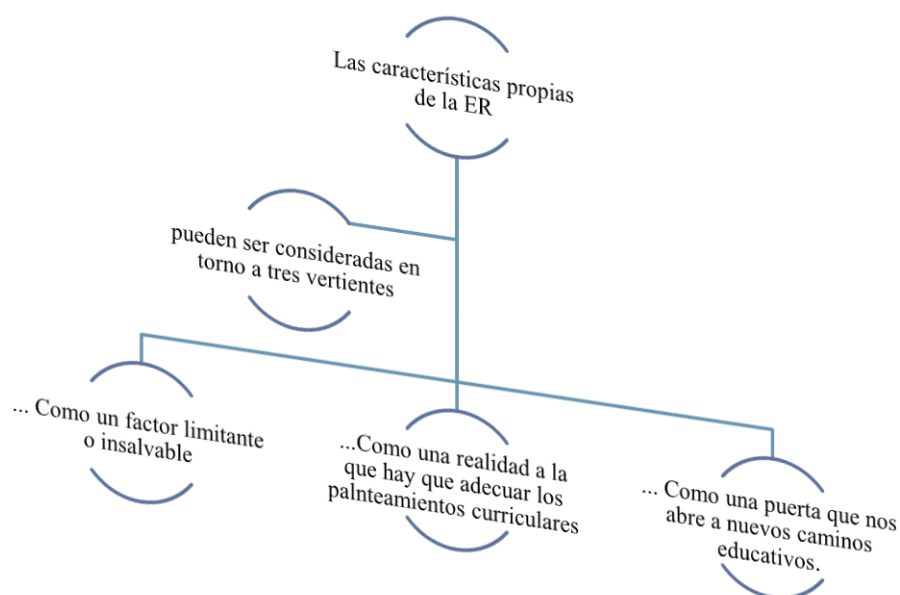 Las características propias
de la ER
pueden ser consideradas en
torno a tres vertientes
... Como un factor limitante
o insalvable
...Como una realidad a la
que hay que adecuar los
palnteamientos curriculares
... Como una puerta que nos
abre a nuevos caminos
educativos.